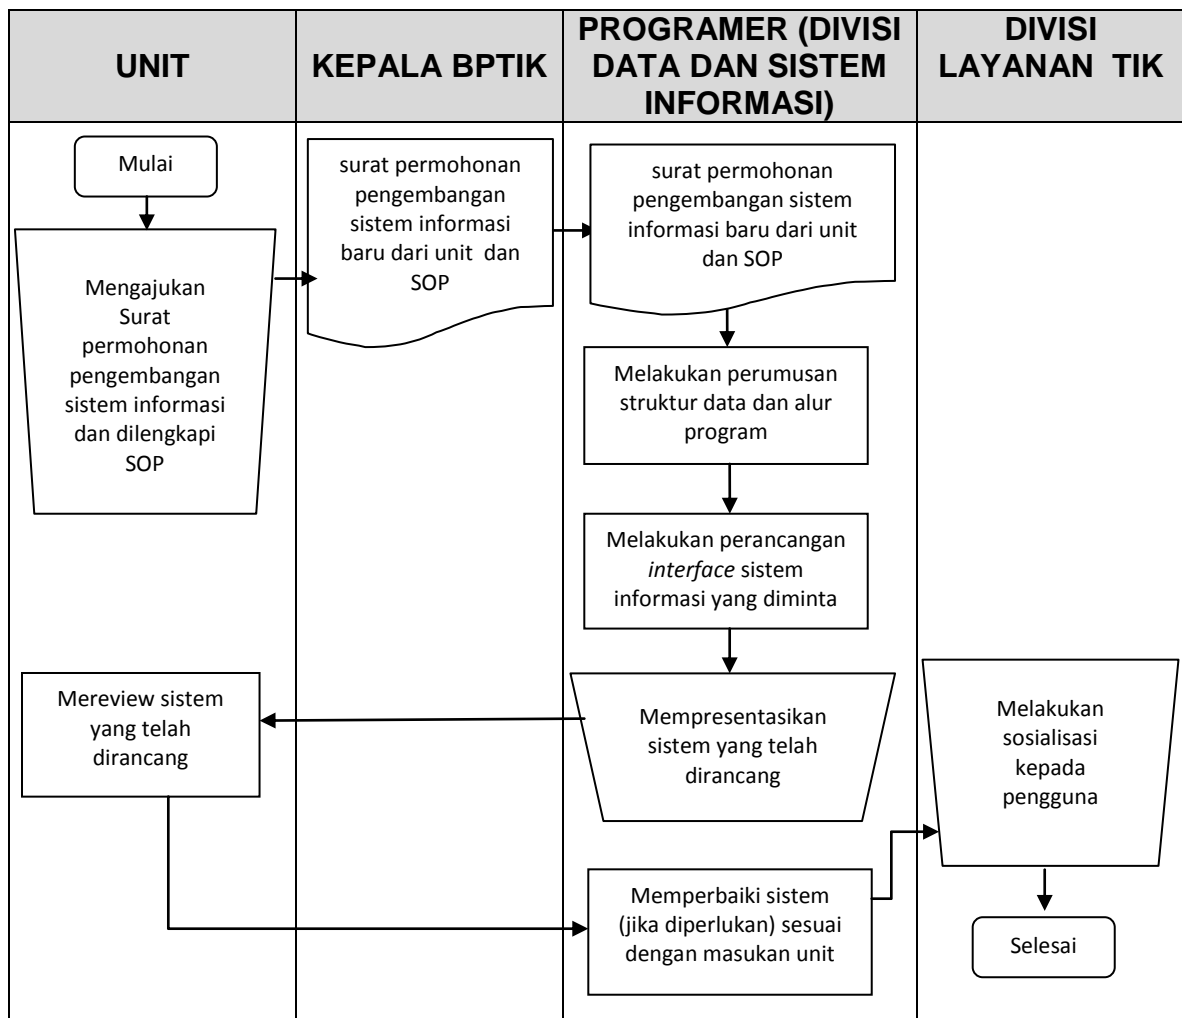 UNIT
KEPALA BPTIK
PROGRAMER (DIVISI
DATA DAN SISTEM
INFORMASI)
DIVISI
LAYANAN TIK
Mulai
Mengajukan
Surat
permohonan
pengembangan
sistem informasi
dan dilengkapi
SOP
surat permohonan
pengembangan
sistem informasi
baru dari unit dan
SOP
surat permohonan
pengembangan sistem
informasi baru dari unit
dan SOP
Melakukan perumusan
struktur data dan alur
program
Melakukan perancangan
interface sistem
informasi yang diminta
Mempresentasikan
sistem yang telah
dirancang
Mereview sistem
yang telah
dirancang
Memperbaiki sistem
(jika diperlukan) sesuai
dengan masukan unit
Melakukan
sosialisasi
kepada
pengguna
Selesai